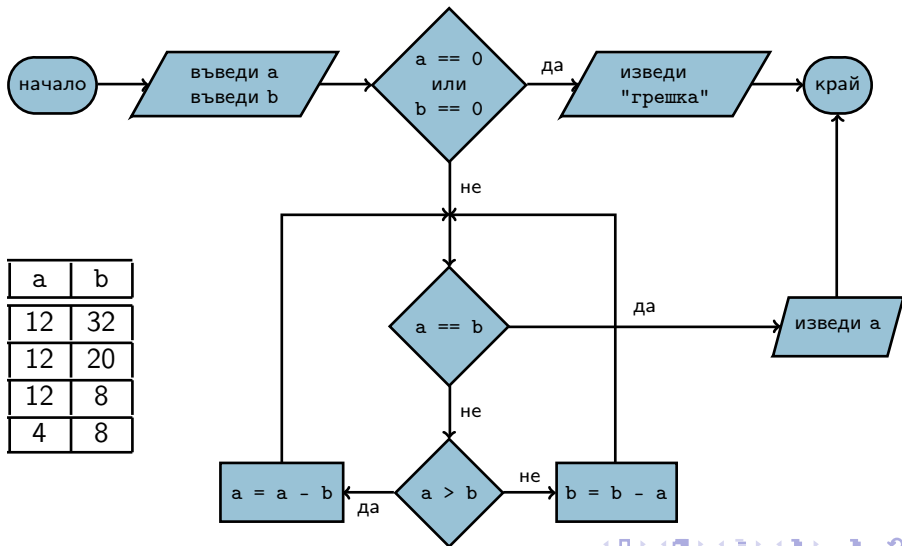 начало
въведи a
въведи b
a == 0
или
b == 0
да
изведи
"грешка"
край
не
a == b
да
изведи a
не
a > b
да
a = a - b
не
b = b - a
a b
12 32
12 20
12 8
4 8